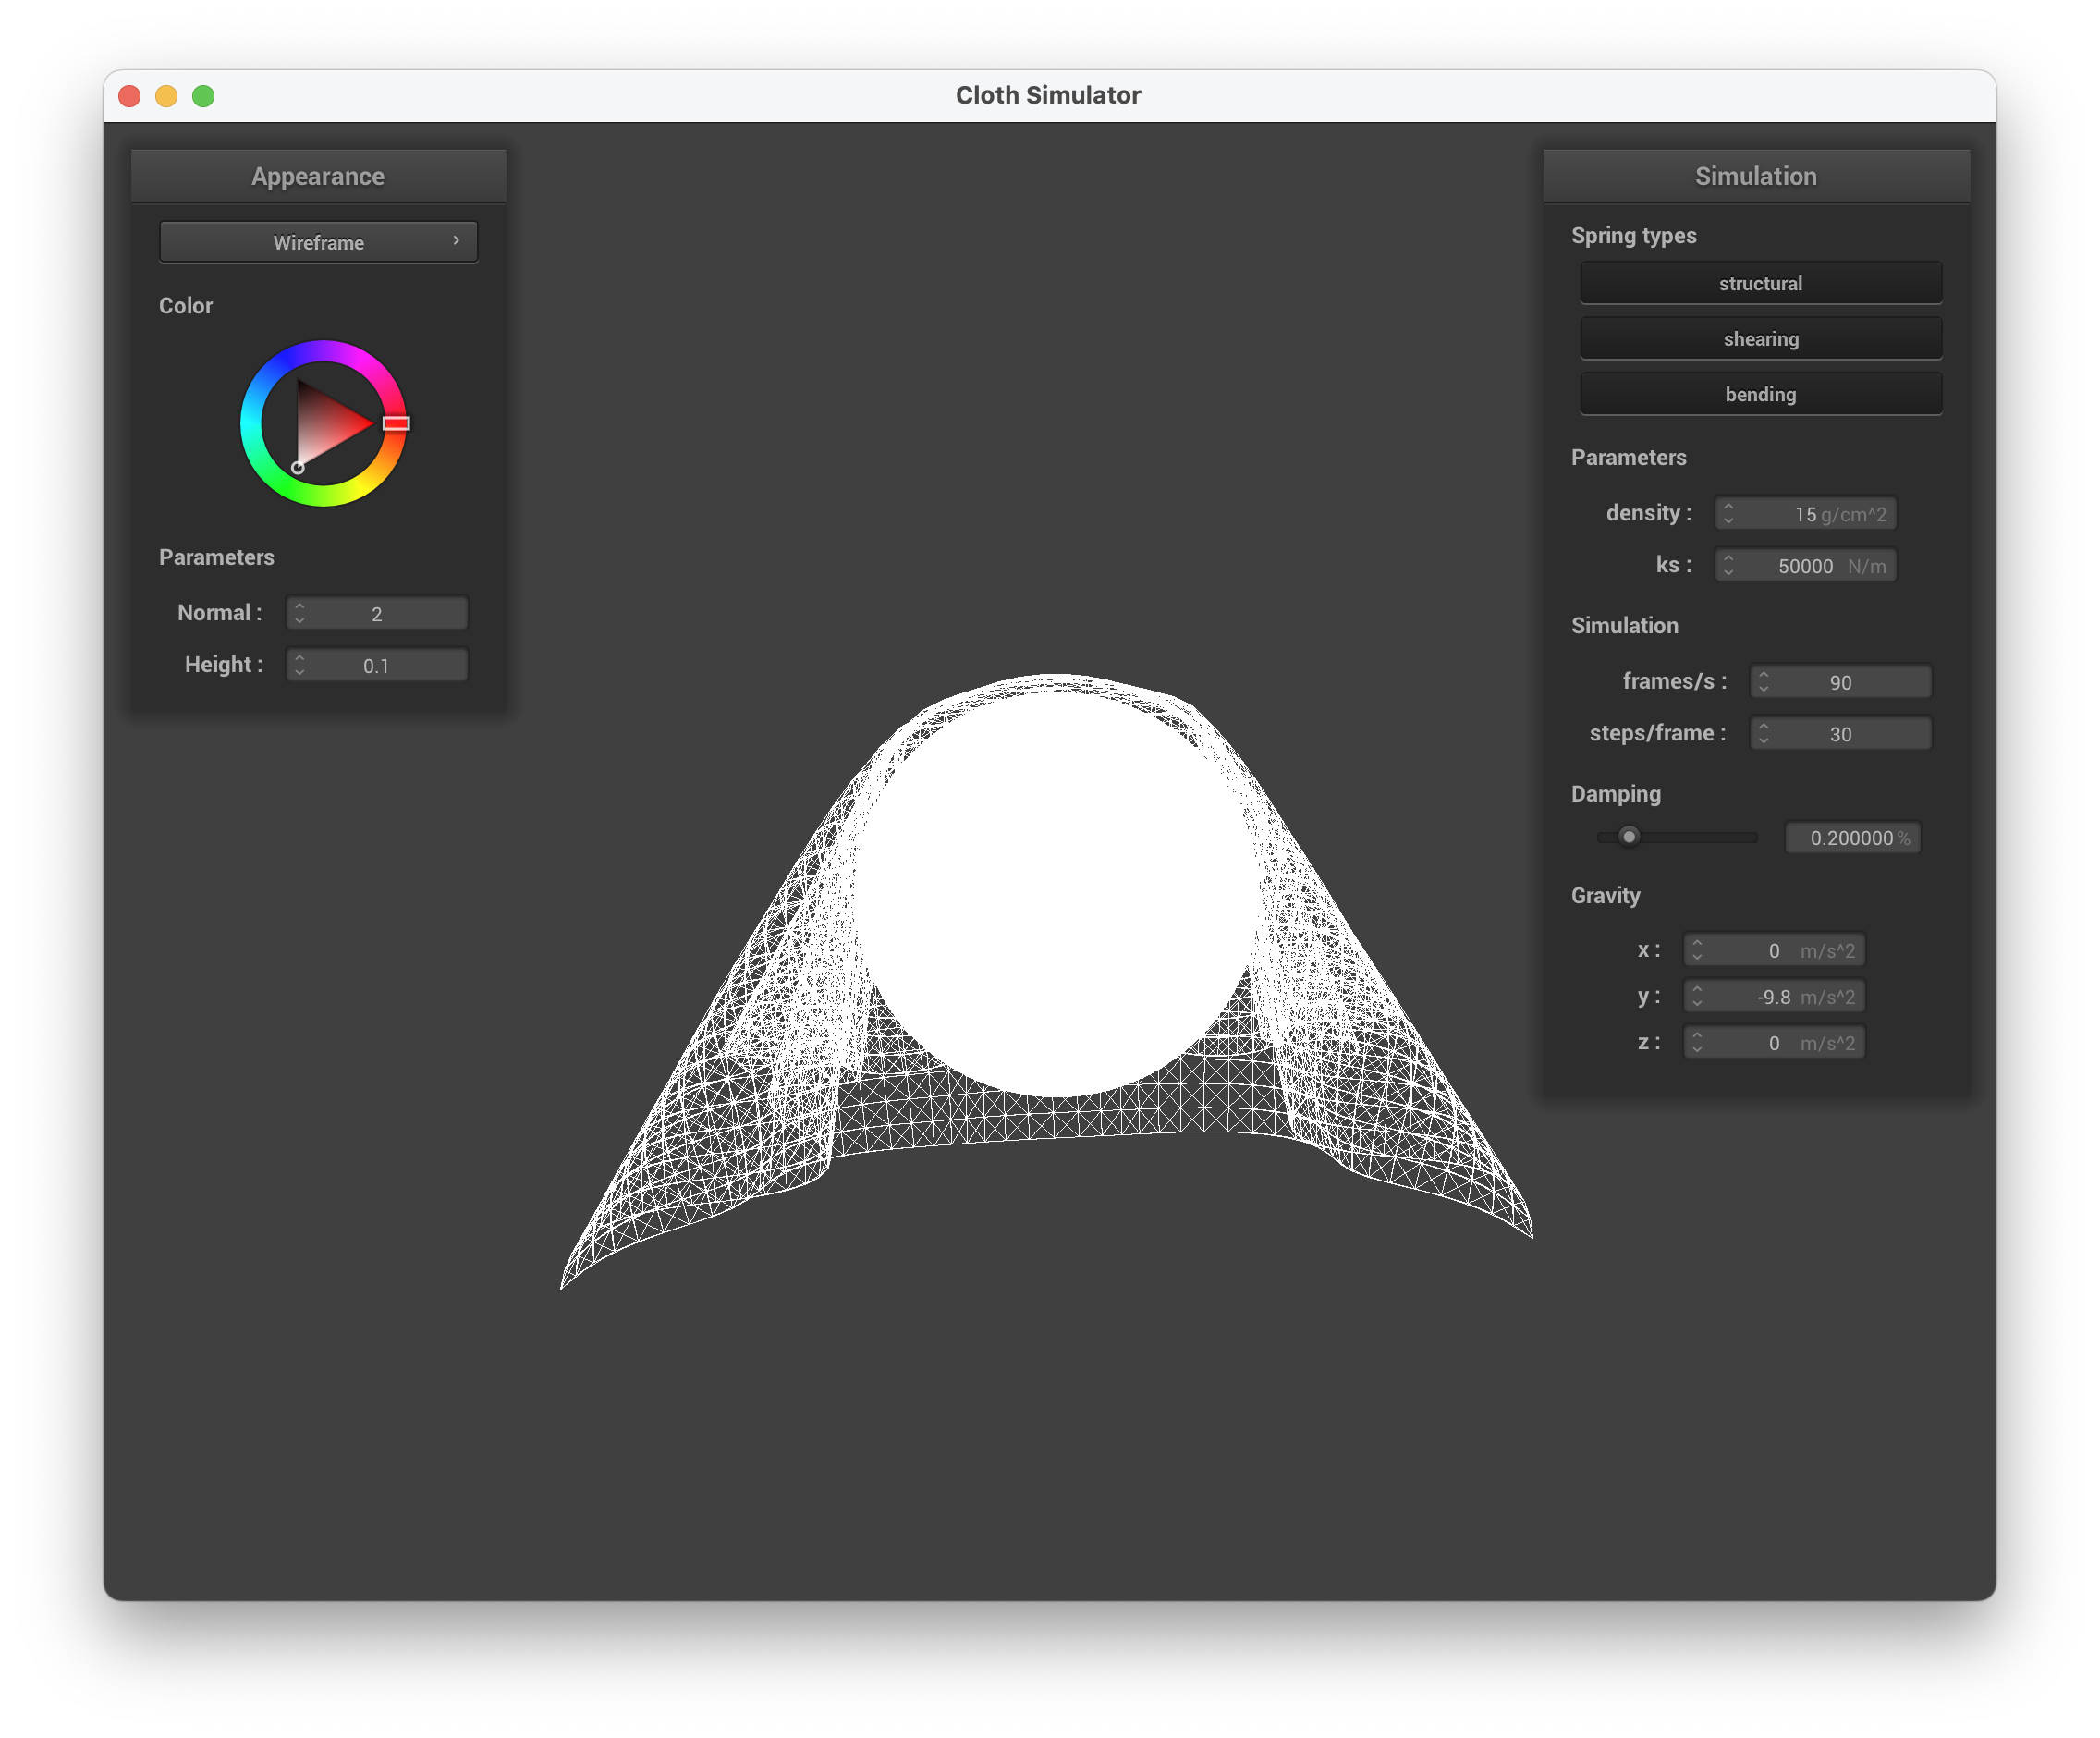 Cloth Simulator
Appearance
Wireframe
Color
Parameters
Normal : 2
Height : 0.1
Simulation
Spring types
structural
shearing
bending
Parameters
density : 15 g/cm^2
ks : 50000 N/m
Simulation
frames/s : 90
steps/frame : 30
Damping
0.200000 %
Gravity
x : 0 m/s^2
y : -9.8 m/s^2
z : 0 m/s^2